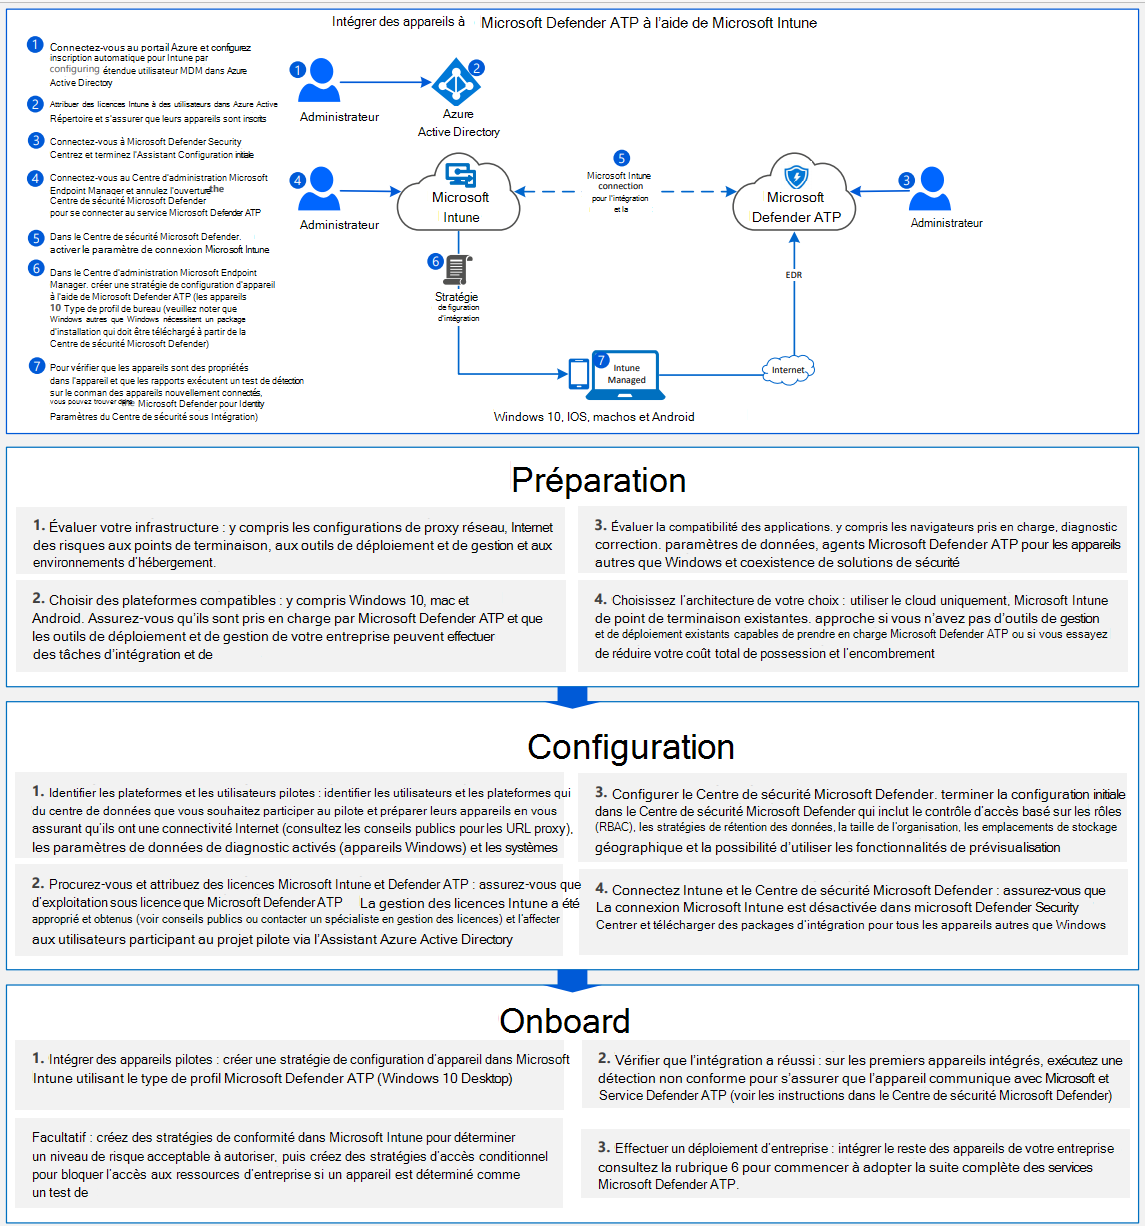 Intégrer des appareils à Microsoft Defender ATP à l'aide de Microsoft Intune
1 Connectez-vous au portail Azure et configurez
inscription automatique pour Intune par
configuring étendue utilisateur MDM dans Azure
Active Directory
2 Attribuer des licences Intune à des utilisateurs dans Azure Active
Répertoire et s'assurer que leurs appareils sont inscrits
3 Connectez-vous à Microsoft Defender Security
Centrez et terminez l'Assistant Configuration initiale
4 Connectez-vous au Centre d'administration Microsoft
Endpoint Manager et annulez l'ouverture the
Centre de sécurité Microsoft Defender
pour se connecter au service Microsoft Defender ATP
5 Dans le Centre de sécurité Microsoft Defender.
activer le paramètre de connexion Microsoft Intune
6 Dans le Centre d'administration Microsoft Endpoint
Manager. créer une stratégie de configuration d'appareil
à l'aide de Microsoft Defender ATP (les appareils
10 Type de profil de bureau (veuillez noter que
Windows autres que Windows nécessitent un package
d'installation qui doit être téléchargé à partir de la
Centre de sécurité Microsoft Defender)
7 Pour vérifier que les appareils sont des propriétés
dans l'appareil et que les rapports exécutent un test de détection
sur le conman des appareils nouvellement connectés,
vous pouvez trouver dans the Microsoft Defender pour Identity
Paramètres du Centre de sécurité sous Intégration)
1
Administrateur
2
Azure
Active Directory
4
Administrateur
Microsoft
Intune
5
Microsoft Intune
connection
pour l'intégration
et la
Microsoft
Defender ATP
3
Administrateur
6
Stratégie
de figuration
d'intégration
EDR
7
Intune
Managed
Internet
Windows 10, IOS, machos et Android
Préparation
1. Évaluer votre infrastructure : y compris les configurations de proxy réseau, Internet
des risques aux points de terminaison, aux outils de déploiement et de gestion et aux
environnements d'hébergement.
2. Choisir des plateformes compatibles : y compris Windows 10, mac et
Android. Assurez-vous qu'ils sont pris en charge par Microsoft Defender ATP et que
les outils de déploiement et de gestion de votre entreprise peuvent effectuer
des tâches d'intégration et de
3. Évaluer la compatibilité des applications. y compris les navigateurs pris en charge, diagnostic
correction. paramètres de données, agents Microsoft Defender ATP pour les appareils
autres que Windows et coexistence de solutions de sécurité
4. Choisissez l'architecture de votre choix : utiliser le cloud uniquement, Microsoft Intune
de point de terminaison existantes. approche si vous n'avez pas d'outils de gestion
et de déploiement existants capables de prendre en charge Microsoft Defender ATP ou si vous essayez
de réduire votre coût total de possession et l'encombrement
Configuration
1. Identifier les plateformes et les utilisateurs pilotes : identifier les utilisateurs et les plateformes qui
du centre de données que vous souhaitez participer au pilote et préparer leurs appareils en vous
assurant qu'ils ont une connectivité Internet (consultez les conseils publics pour les URL proxy),
les paramètres de données de diagnostic activés (appareils Windows) et les systèmes
2. Procurez-vous et attribuez des licences Microsoft Intune et Defender ATP : assurez-vous que
d'exploitation sous licence que Microsoft Defender ATP La gestion des licences Intune a été
approprié et obtenus (voir conseils publics ou contacter un spécialiste en gestion des licences) et l'affecter
aux utilisateurs participant au projet pilote via l'Assistant Azure Active Directory
3. Configurer le Centre de sécurité Microsoft Defender. terminer la configuration initiale
dans le Centre de sécurité Microsoft Defender qui inclut le contrôle d'accès basé sur les rôles
(RBAC), les stratégies de rétention des données, la taille de l'organisation, les emplacements de stockage
géographique et la possibilité d'utiliser les fonctionnalités de prévisualisation
4. Connectez Intune et le Centre de sécurité Microsoft Defender : assurez-vous que
La connexion Microsoft Intune est désactivée dans microsoft Defender Security
Centrer et télécharger des packages d'intégration pour tous les appareils autres que Windows
Onboard
1. Intégrer des appareils pilotes : créer une stratégie de configuration d'appareil dans Microsoft
Intune utilisant le type de profil Microsoft Defender ATP (Windows 10 Desktop)
Facultatif : créez des stratégies de conformité dans Microsoft Intune pour déterminer
un niveau de risque acceptable à autoriser, puis créez des stratégies d'accès conditionnel
pour bloquer l'accès aux ressources d'entreprise si un appareil est déterminé comme
un test de
2. Vérifier que l'intégration a réussi : sur les premiers appareils intégrés, exécutez une
détection non conforme pour s'assurer que l'appareil communique avec Microsoft et
Service Defender ATP (voir les instructions dans le Centre de sécurité Microsoft Defender)
3. Effectuer un déploiement d'entreprise : intégrer le reste des appareils de votre entreprise
consultez la rubrique 6 pour commencer à adopter la suite complète des services
Microsoft Defender ATP.